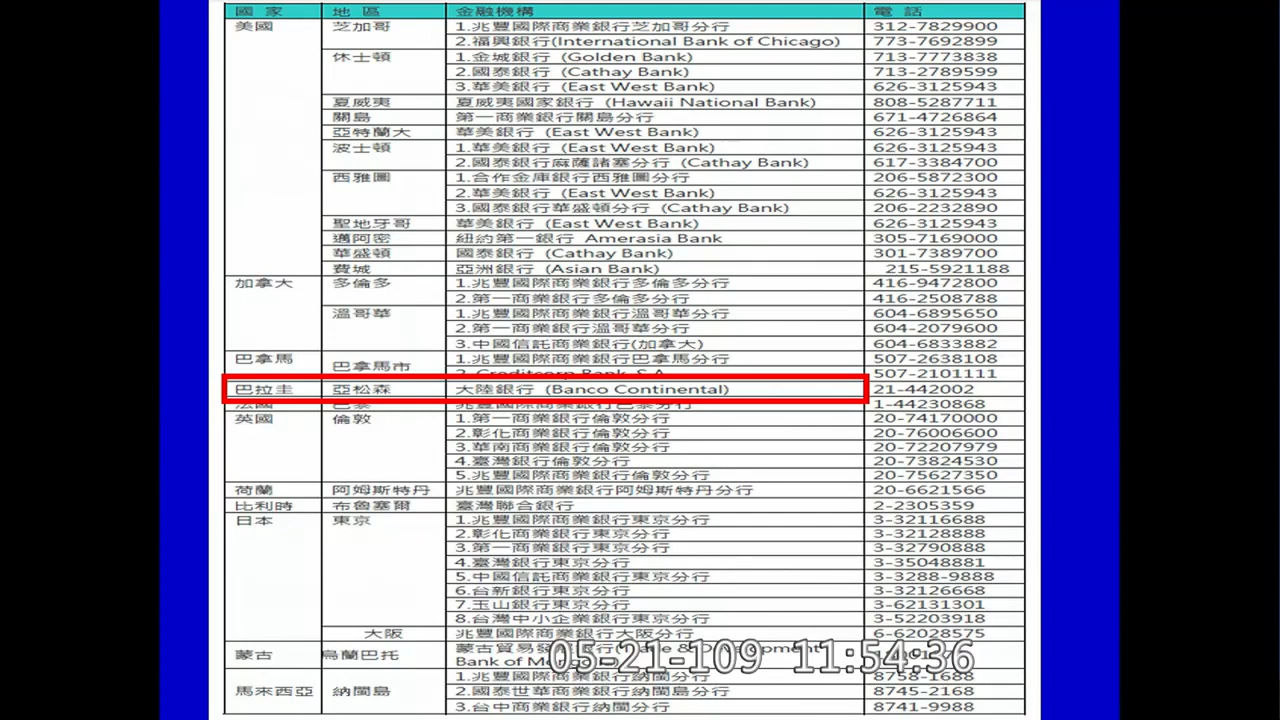 國 家 地 區 金融機構 電 話
美國 芝加哥 1.兆豐國際商業銀行芝加哥分行 312-7829900
2.福興銀行(International Bank of Chicago) 773-7692899
休士頓 1.金城銀行 (Golden Bank) 713-7773838
2.國泰銀行 (Cathay Bank) 713-2789599
3.華美銀行 (East West Bank) 626-3125943
夏威夷 夏威夷國家銀行 (Hawaii National Bank) 808-5287711
關島 第一商業銀行關島分行 671-4726864
亞特蘭大 華美銀行 (East West Bank) 626-3125943
波士頓 1.華美銀行 (East West Bank) 626-3125943
2.國泰銀行麻薩諸塞分行 (Cathay Bank) 617-3384700
西雅圖 1.合作金庫銀行西雅圖分行 206-5872300
2.華美銀行 (East West Bank) 626-3125943
3.國泰銀行華盛頓分行 (Cathay Bank) 206-2232890
聖地牙哥 華美銀行 (East West Bank) 626-3125943
邁阿密 紐約第一銀行 Amerasia Bank 305-7169000
華盛頓 國泰銀行 (Cathay Bank) 301-7389700
費城 亞洲銀行 (Asian Bank) 215-5921188
加拿大 多倫多 1.兆豐國際商業銀行多倫多分行 416-9472800
2.第一商業銀行多倫多分行 416-2508788
溫哥華 1.兆豐國際商業銀行溫哥華分行 604-6895650
2.第一商業銀行溫哥華分行 604-2079600
3.中國信託商業銀行(加拿大) 604-6833882
巴拿馬 巴拿馬市 1.兆豐國際商業銀行巴拿馬分行 507-2638108
2. Creditcorp Bank, S.A. 507-2101111
巴拉圭 亞松森 大陸銀行 (Banco Continental) 21-442002
法國 巴黎 兆豐國際商業銀行巴黎分行 1-44230868
英國 倫敦 1.第一商業銀行倫敦分行 20-74170000
2.彰化商業銀行倫敦分行 20-76006600
3.華南商業銀行倫敦分行 20-72207979
4.臺灣銀行倫敦分行 20-73824530
5.兆豐國際商業銀行倫敦分行 20-75627350
荷蘭 阿姆斯特丹 兆豐國際商業銀行阿姆斯特丹分行 20-6621566
比利時 布魯塞爾 臺灣聯合銀行 2-2305359
日本 東京 1.兆豐國際商業銀行東京分行 3-32116688
2.彰化商業銀行東京分行 3-32128888
3.第一商業銀行東京分行 3-32790888
4.臺灣銀行東京分行 3-35048881
5.中國信託商業銀行東京分行 3-3288-9888
6.台新銀行東京分行 3-32126668
7.玉山銀行東京分行 3-62131301
8.台灣中小企業銀行東京分行 3-52203918
大阪 兆豐國際商業銀行大阪分行 6-62028575
蒙古 烏蘭巴托 蒙古貿易發
Bank of
05-21-109 11:54:36
馬來西亞 納閩島 1.兆豐國際商業銀行納閩分行 8758-1688
2.國泰世華商業銀行納閩島分行 8745-2168
3.台中商業銀行納閩分行 8741-9988